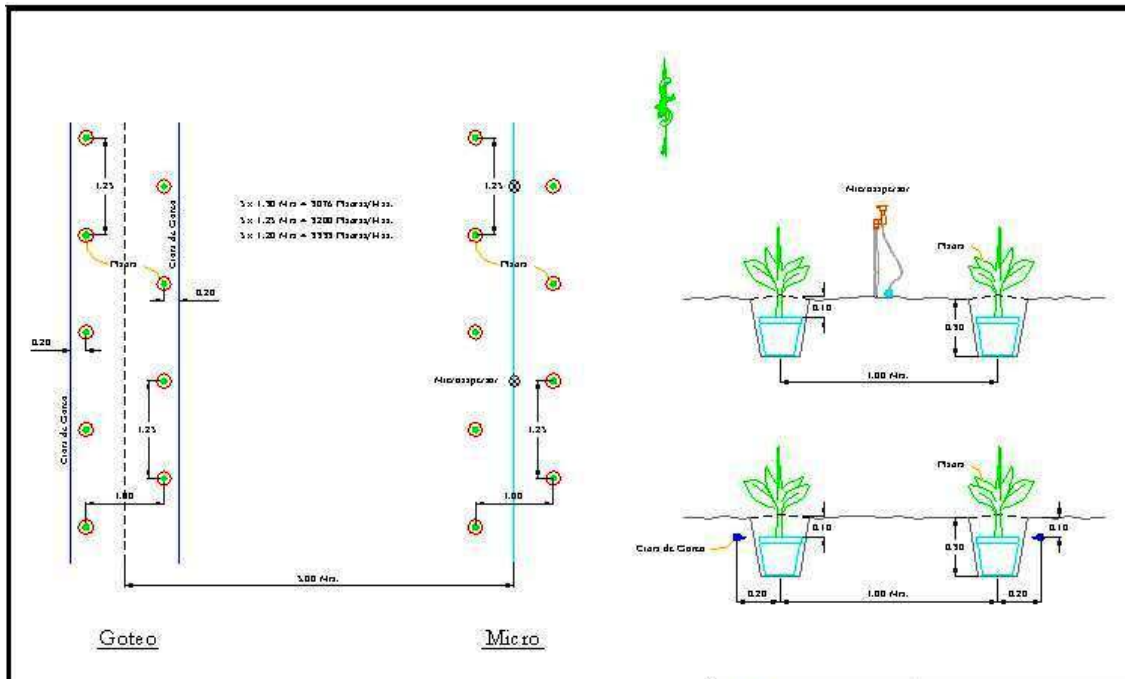 1.25
0.20
Cinta de Goteo
Planta
5 x 1.30 Mts = 3076 Plantas/Has.
5 x 1.25 Mts = 3200 Plantas/Has.
5 x 1.20 Mts = 3333 Plantas/Has.
0.20
Cinta de Goteo
1.25
1.00
5.00 Mts.
Goteo
1.25
Planta
Microaspersor
1.25
1.00
Micro
Microaspersor
Planta
0.10
0.30
1.00 Mts.
Planta
0.10
0.10
Cinta de Goteo
0.30
0.20
1.00 Mts.
0.20